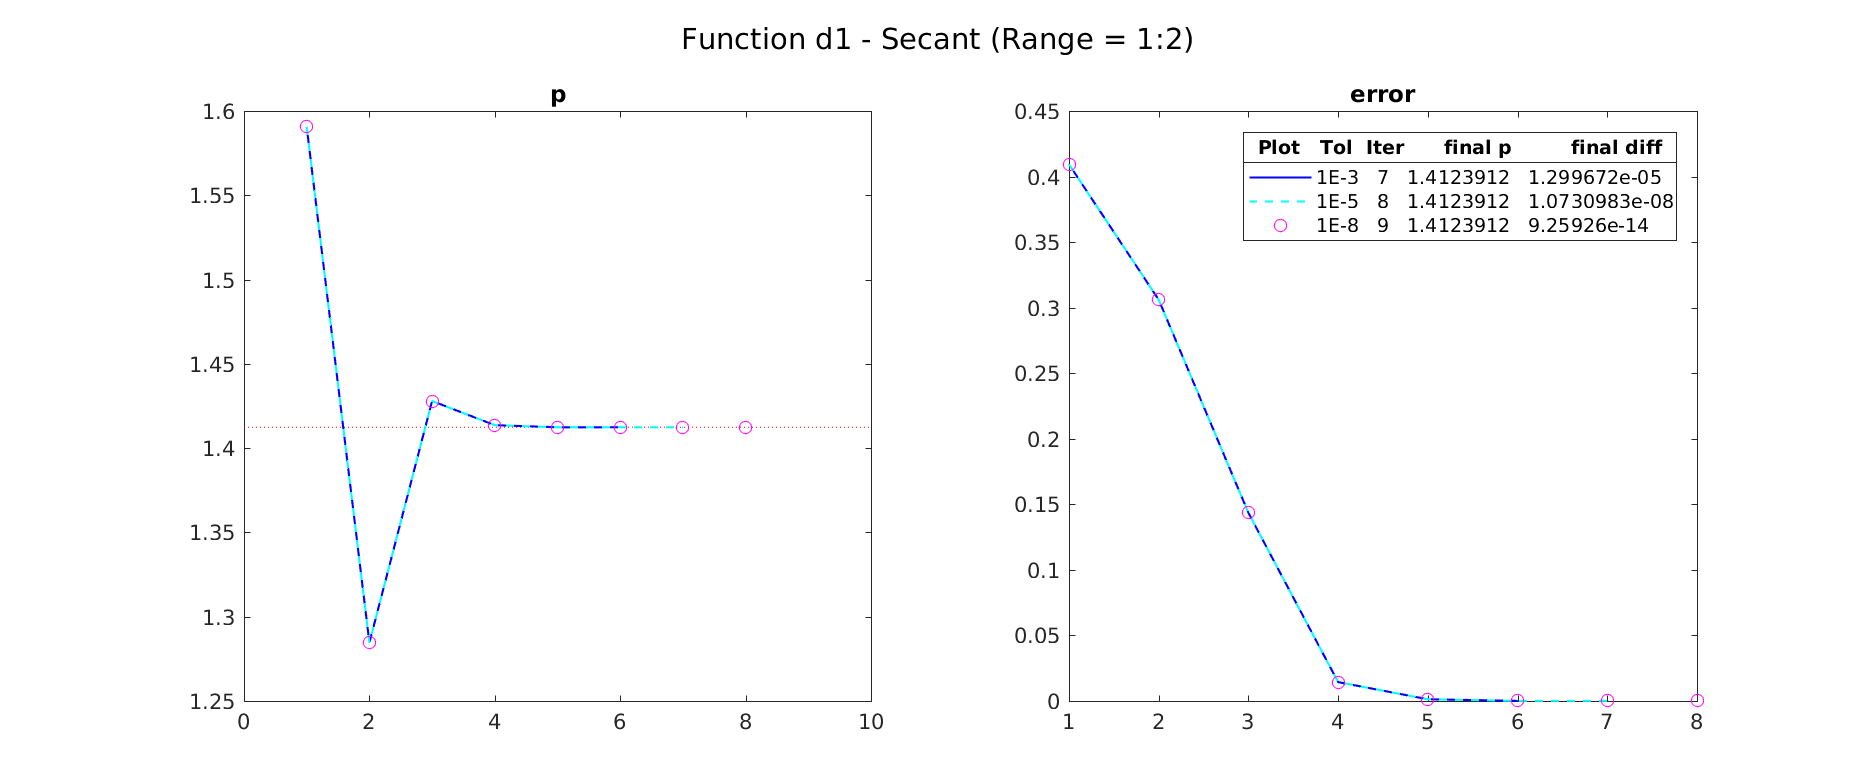 Function d1 - Secant (Range = 1:2)
p
1.6
1.55
1.5
1.45
1.4
1.35
1.3
1.25
0 2 4 6 8 10
error
0.45
0.4
0.35
0.3
0.25
0.2
0.15
0.1
0.05
0
1 2 3 4 5 6 7 8
Plot Tol Iter final p final diff
1E-3 7 1.4123912 1.299672e-05
1E-5 8 1.4123912 1.0730983e-08
1E-8 9 1.4123912 9.25926e-14